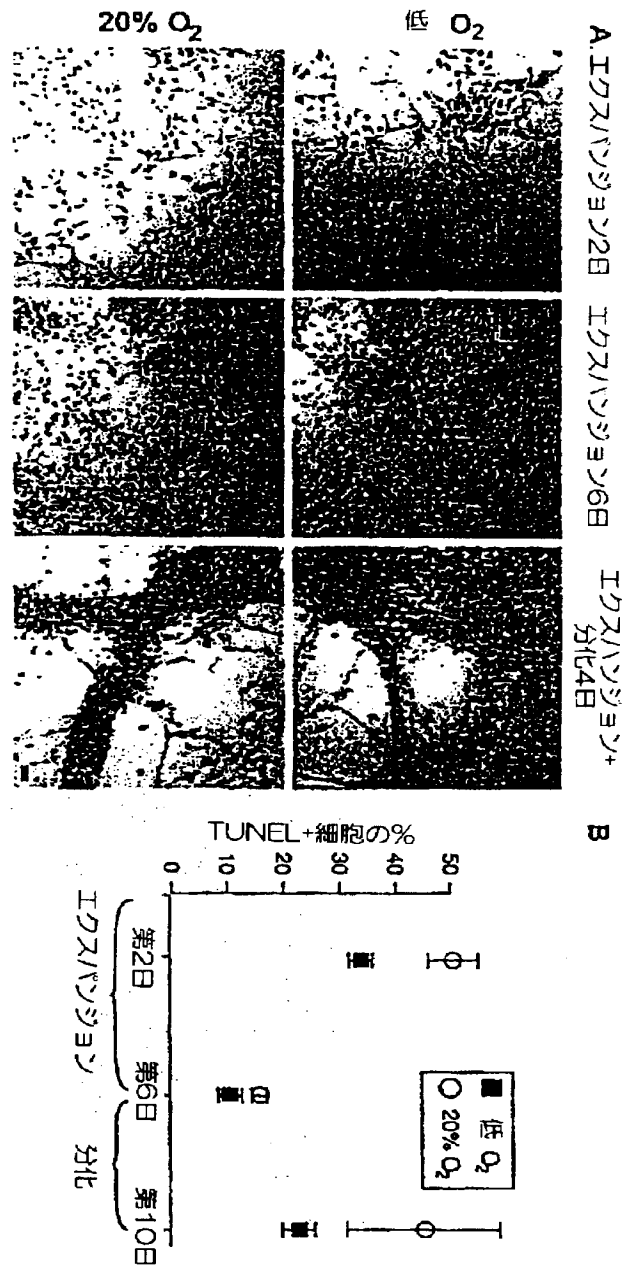 A.エクスパンション2日
エクスパンション6日
エクスパンション+
分化4日
低 O₂
20% O₂
B
TUNEL+細胞の%
50
40
30
20
10
0
■ 低 O₂
○ 20% O₂
第2日
第6日
第10日
エクスパンション
分化